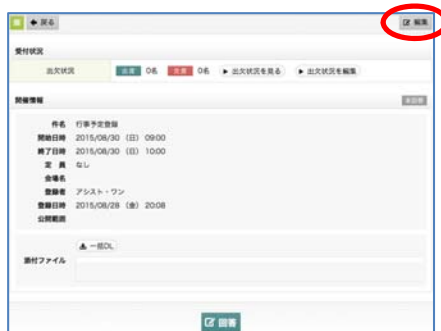 戻る
編集
受付状況
出欠状況 出席 0名 欠席 0名 出欠状況を見る 出欠状況を編集
開催情報 未回答
件名 行事予定登録
開始日時 2015/08/30 (日) 09:00
終了日時 2015/08/30 (日) 10:00
定 員 なし
会場名
登録者 アシスト・ワン
登録日時 2015/08/28 (金) 20:08
公開範囲
一括DL
添付ファイル
回答